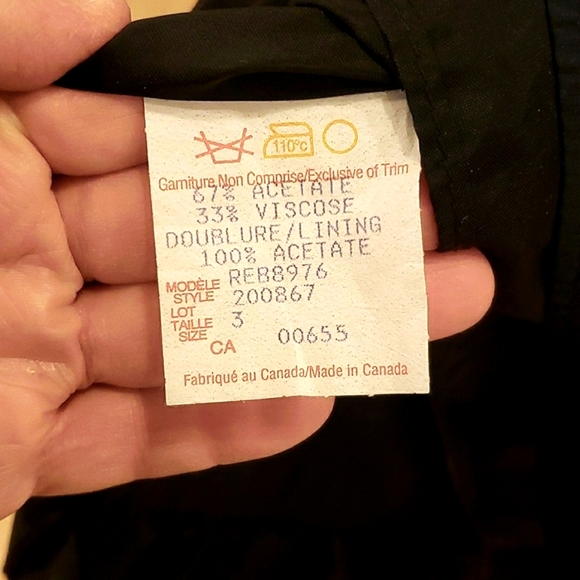 110°C
Garniture Non Comprise/Exclusive of Trim
67% ACETATE
33% VISCOSE
DOUBLURE/LINING
100% ACETATE
MODÈLE STYLE REB8976
LOT 200867
TAILLE SIZE 3
CA 00655
Fabriqué au Canada/Made in Canada